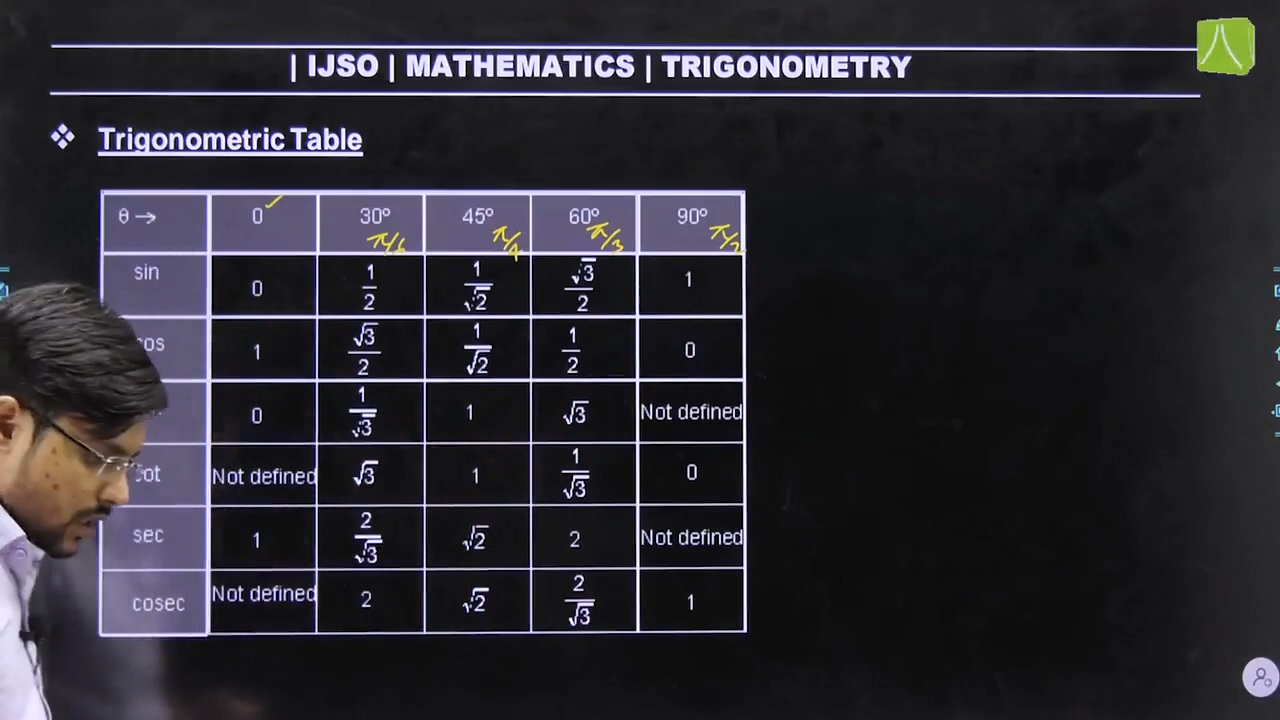 | IJSO | MATHEMATICS | TRIGONOMETRY
❖ Trigonometric Table
θ → 0 ✓ 30° π/6 45° π/4 60° π/3 90° π/2
sin 0 1/2 1/√2 √3/2 1
cos 1 √3/2 1/√2 1/2 0
0 1/√3 1 √3 Not defined
cot Not defined √3 1 1/√3 0
sec 1 2/√3 √2 2 Not defined
cosec Not defined 2 √2 2/√3 1